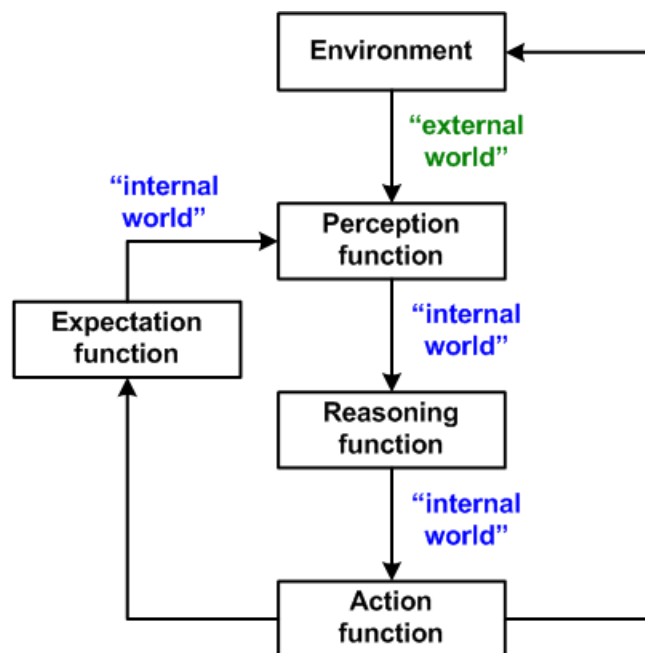 Environment
“external
world”
“internal
world”
Perception
function
Expectation
function
“internal
world”
Reasoning
function
“internal
world”
Action
function